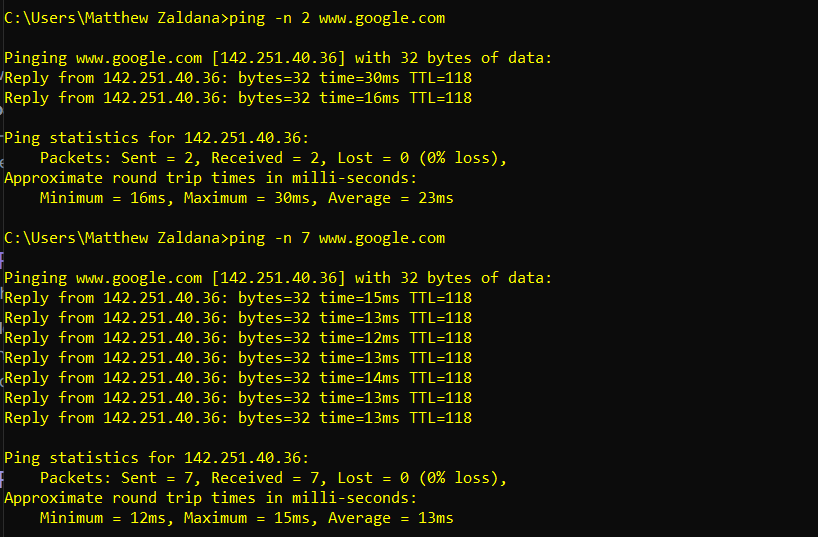 C:\Users\Matthew Zaldana>ping -n 2 www.google.com
Pinging www.google.com [142.251.40.36] with 32 bytes of data:
Reply from 142.251.40.36: bytes=32 time=30ms TTL=118
Reply from 142.251.40.36: bytes=32 time=16ms TTL=118
Ping statistics for 142.251.40.36:
    Packets: Sent = 2, Received = 2, Lost = 0 (0% loss),
Approximate round trip times in milli-seconds:
    Minimum = 16ms, Maximum = 30ms, Average = 23ms
C:\Users\Matthew Zaldana>ping -n 7 www.google.com
Pinging www.google.com [142.251.40.36] with 32 bytes of data:
Reply from 142.251.40.36: bytes=32 time=15ms TTL=118
Reply from 142.251.40.36: bytes=32 time=13ms TTL=118
Reply from 142.251.40.36: bytes=32 time=12ms TTL=118
Reply from 142.251.40.36: bytes=32 time=13ms TTL=118
Reply from 142.251.40.36: bytes=32 time=14ms TTL=118
Reply from 142.251.40.36: bytes=32 time=13ms TTL=118
Reply from 142.251.40.36: bytes=32 time=13ms TTL=118
Ping statistics for 142.251.40.36:
    Packets: Sent = 7, Received = 7, Lost = 0 (0% loss),
Approximate round trip times in milli-seconds:
    Minimum = 12ms, Maximum = 15ms, Average = 13ms